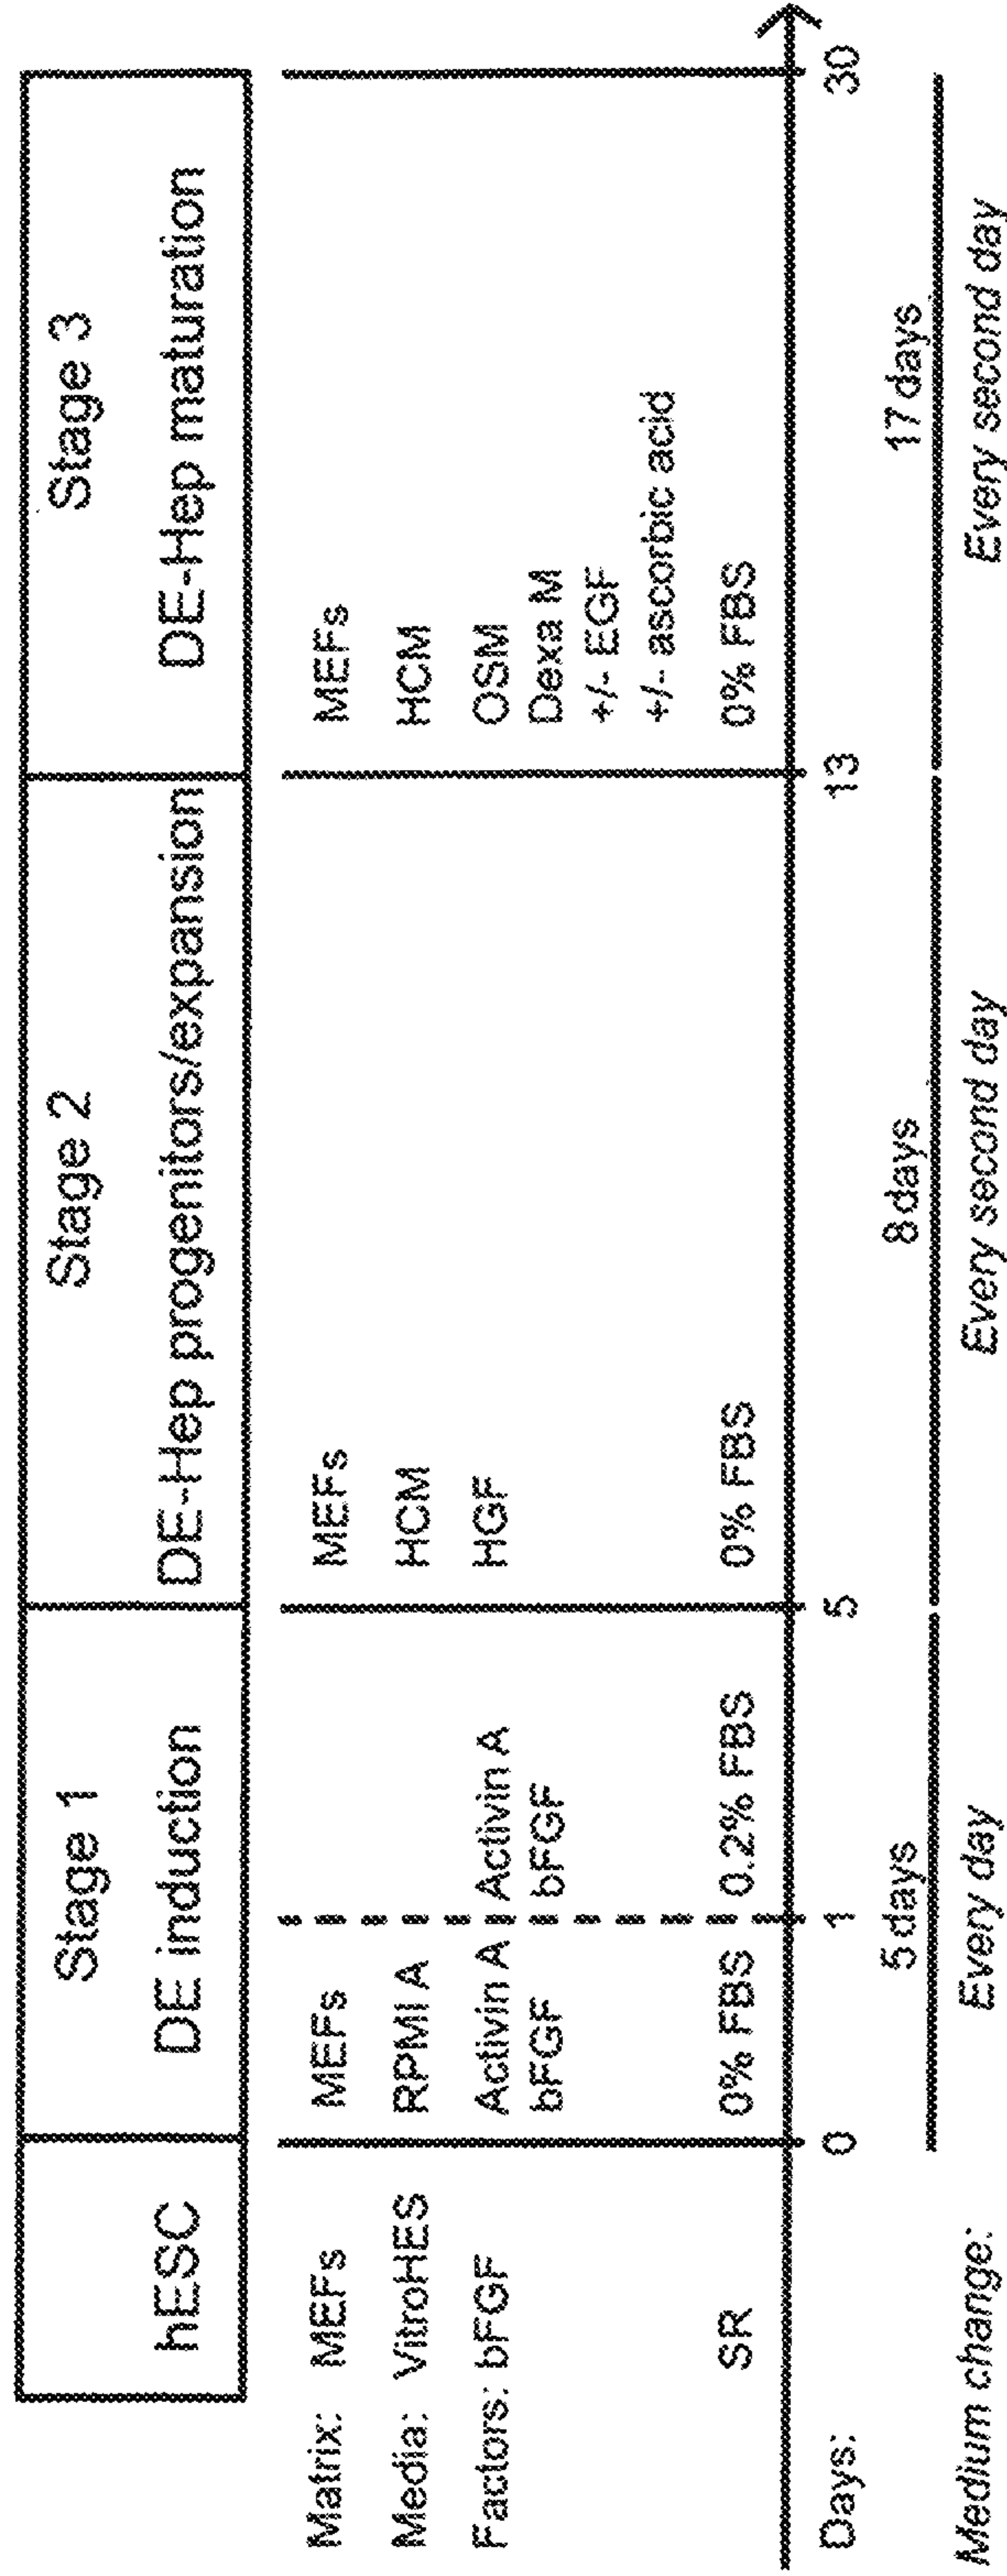 hESC
Stage 1
DE induction
Stage 2
DE-Hep progenitors/expansion
Stage 3
DE-Hep maturation
Matrix: MEFs MEFs MEFs MEFs
Media: VitroHES RPMI A HCM HCM
Factors: bFGF Activin A Activin A HGF OSM
bFGF bFGF Dexa M
+/- EGF
+/- ascorbic acid
SR 0% FBS 0.2% FBS 0% FBS 0% FBS
Days: 0 1 5 13 30
5 days 8 days 17 days
Medium change: Every day Every second day Every second day